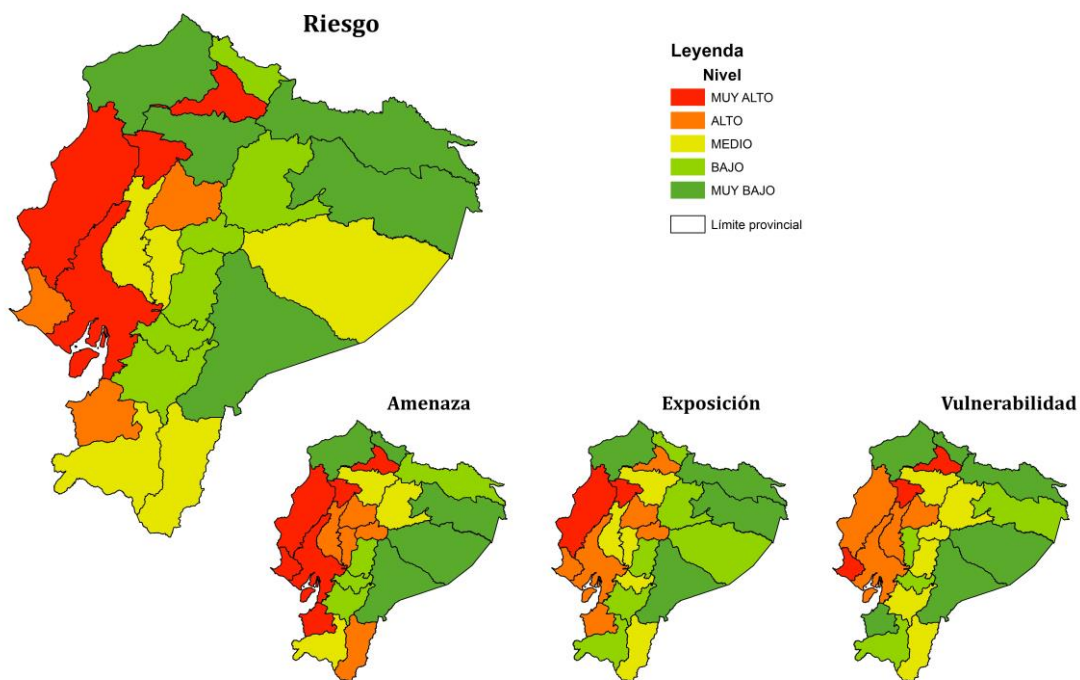 Riesgo
Leyenda
Nivel
MUY ALTO
ALTO
MEDIO
BAJO
MUY BAJO
Límite provincial
Amenaza
Exposición
Vulnerabilidad